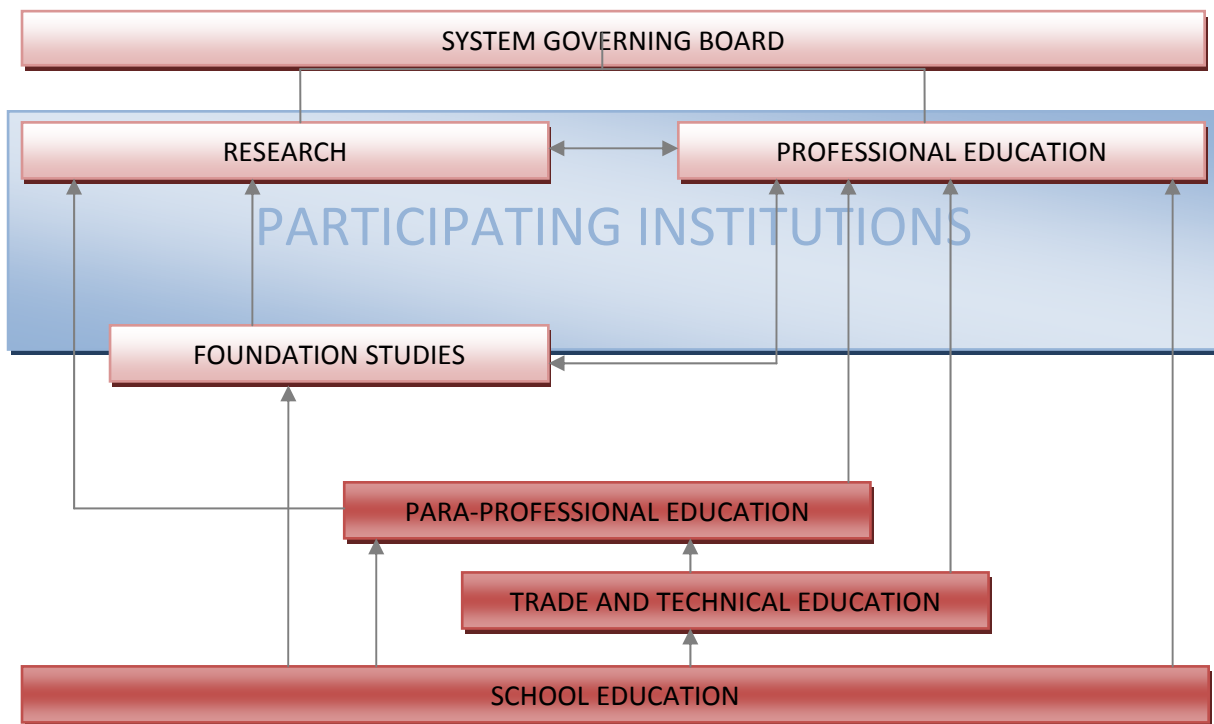 SYSTEM GOVERNING BOARD
RESEARCH
PROFESSIONAL EDUCATION
PARTICIPATING INSTITUTIONS
FOUNDATION STUDIES
PARA-PROFESSIONAL EDUCATION
TRADE AND TECHNICAL EDUCATION
SCHOOL EDUCATION